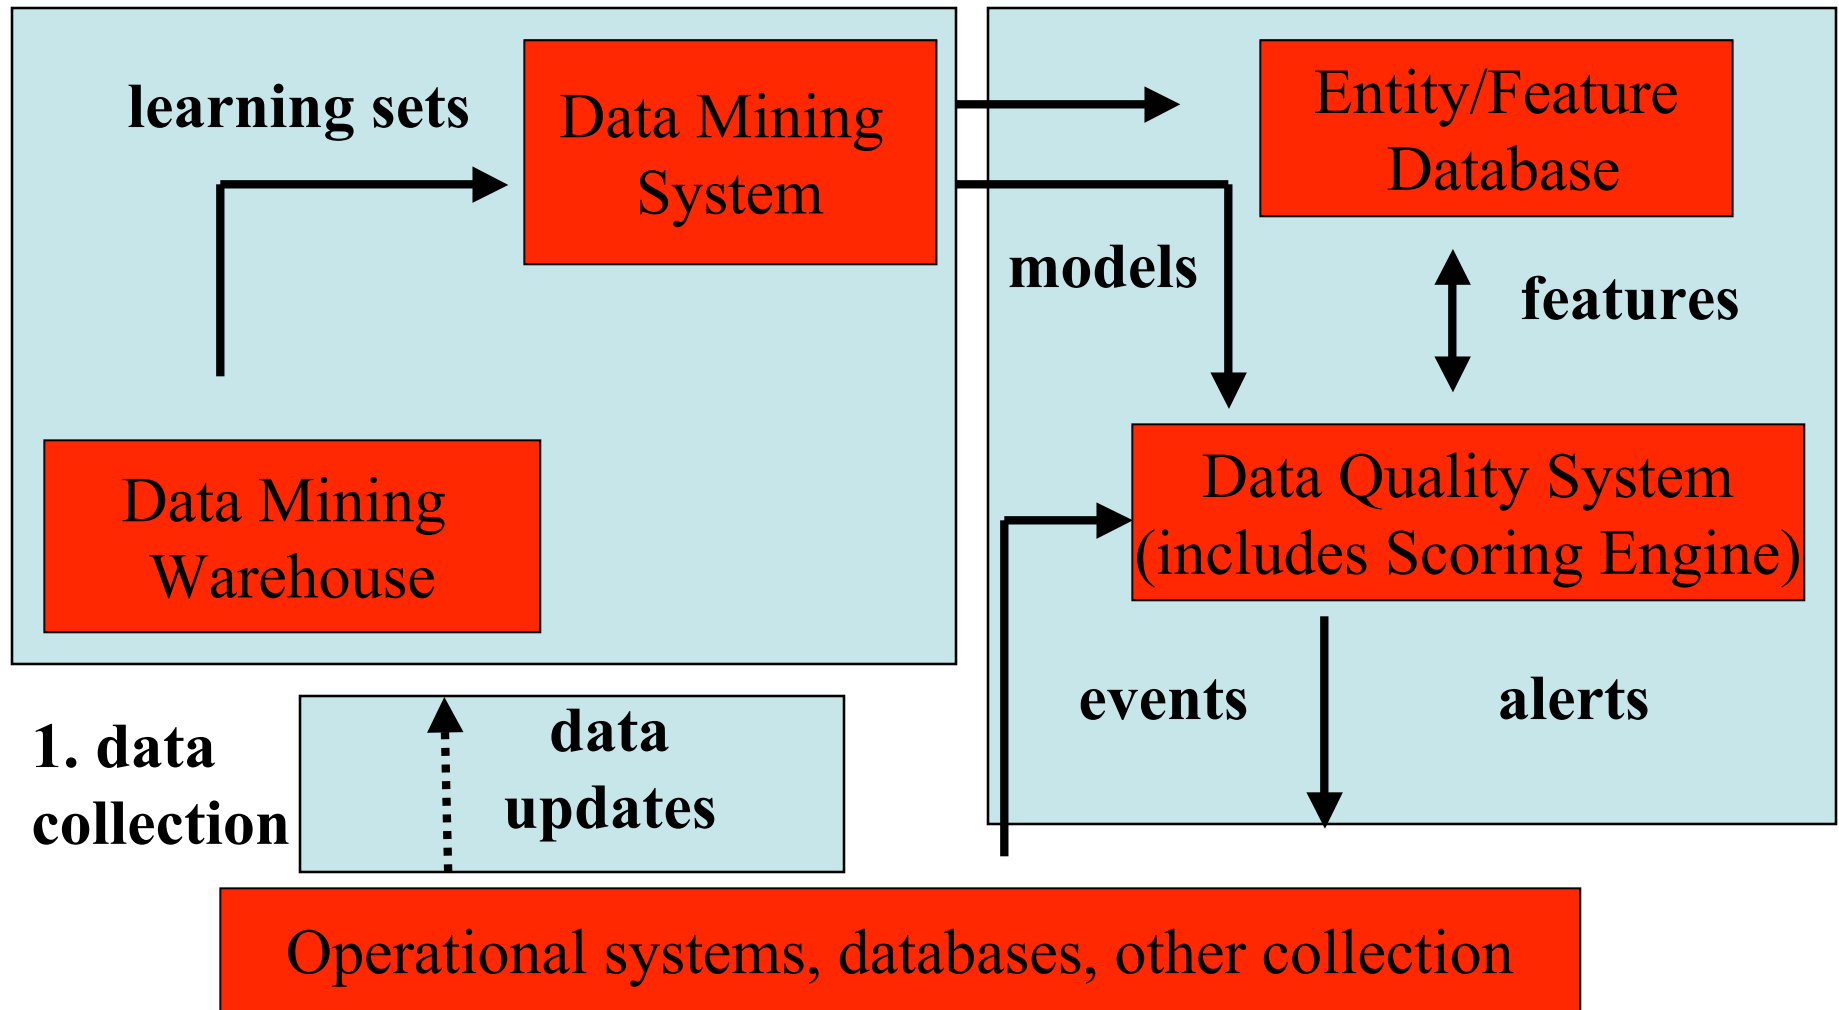 learning sets
Data Mining
System
Entity/Feature
Database
models
features
Data Mining
Warehouse
Data Quality System
(includes Scoring Engine)
events
alerts
1. data
collection
data
updates
Operational systems, databases, other collection